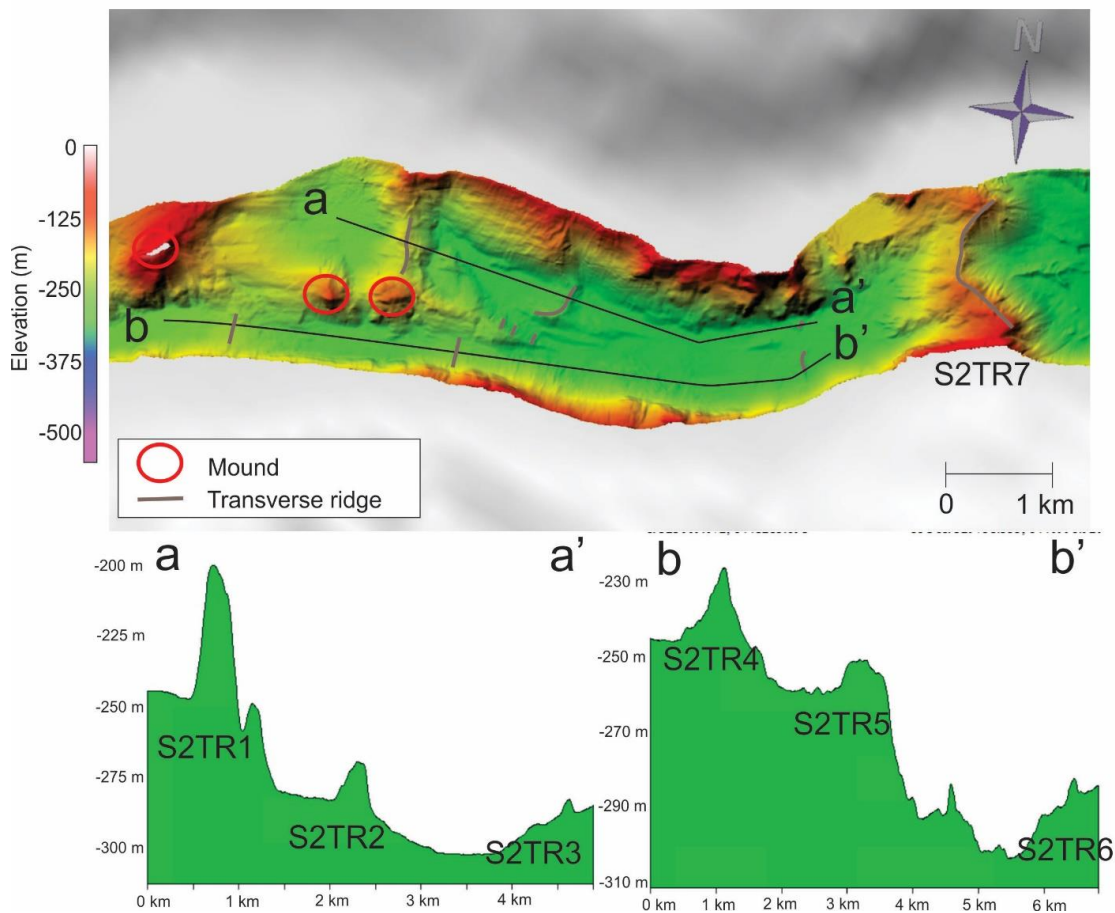 N
Elevation (m)
0
-125
-250
-375
-500
a
a’
b
b’
S2TR7
Mound
Transverse ridge
0 1 km
a a’
-200 m
-225 m
-250 m
-275 m
-300 m
S2TR1
S2TR2
S2TR3
0 km 1 km 2 km 3 km 4 km
b b’
-230 m
-250 m
-270 m
-290 m
-310 m
S2TR4
S2TR5
S2TR6
0 km 1 km 2 km 3 km 4 km 5 km 6 km